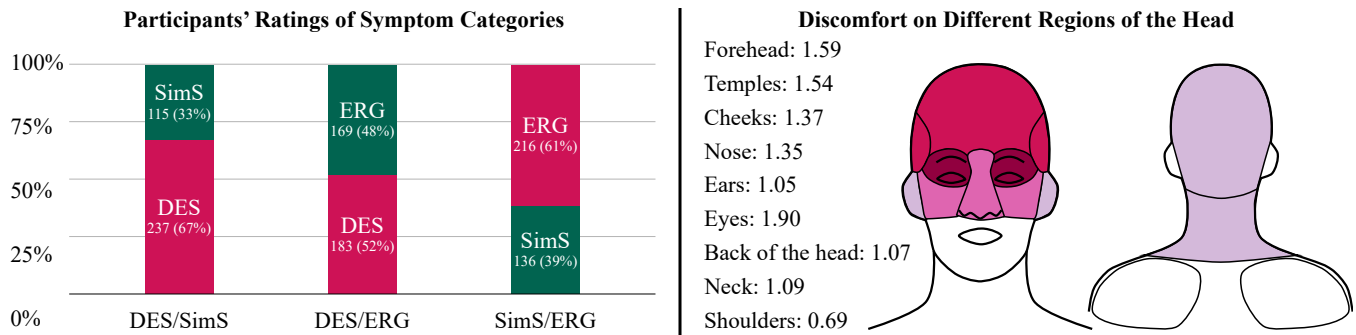 Participants’ Ratings of Symptom Categories
100%
75%
50%
25%
0%
SimS
115 (33%)
DES
237 (67%)
ERG
169 (48%)
DES
183 (52%)
ERG
216 (61%)
SimS
136 (39%)
DES/SimS
DES/ERG
SimS/ERG
Discomfort on Different Regions of the Head
Forehead: 1.59
Temples: 1.54
Cheeks: 1.37
Nose: 1.35
Ears: 1.05
Eyes: 1.90
Back of the head: 1.07
Neck: 1.09
Shoulders: 0.69